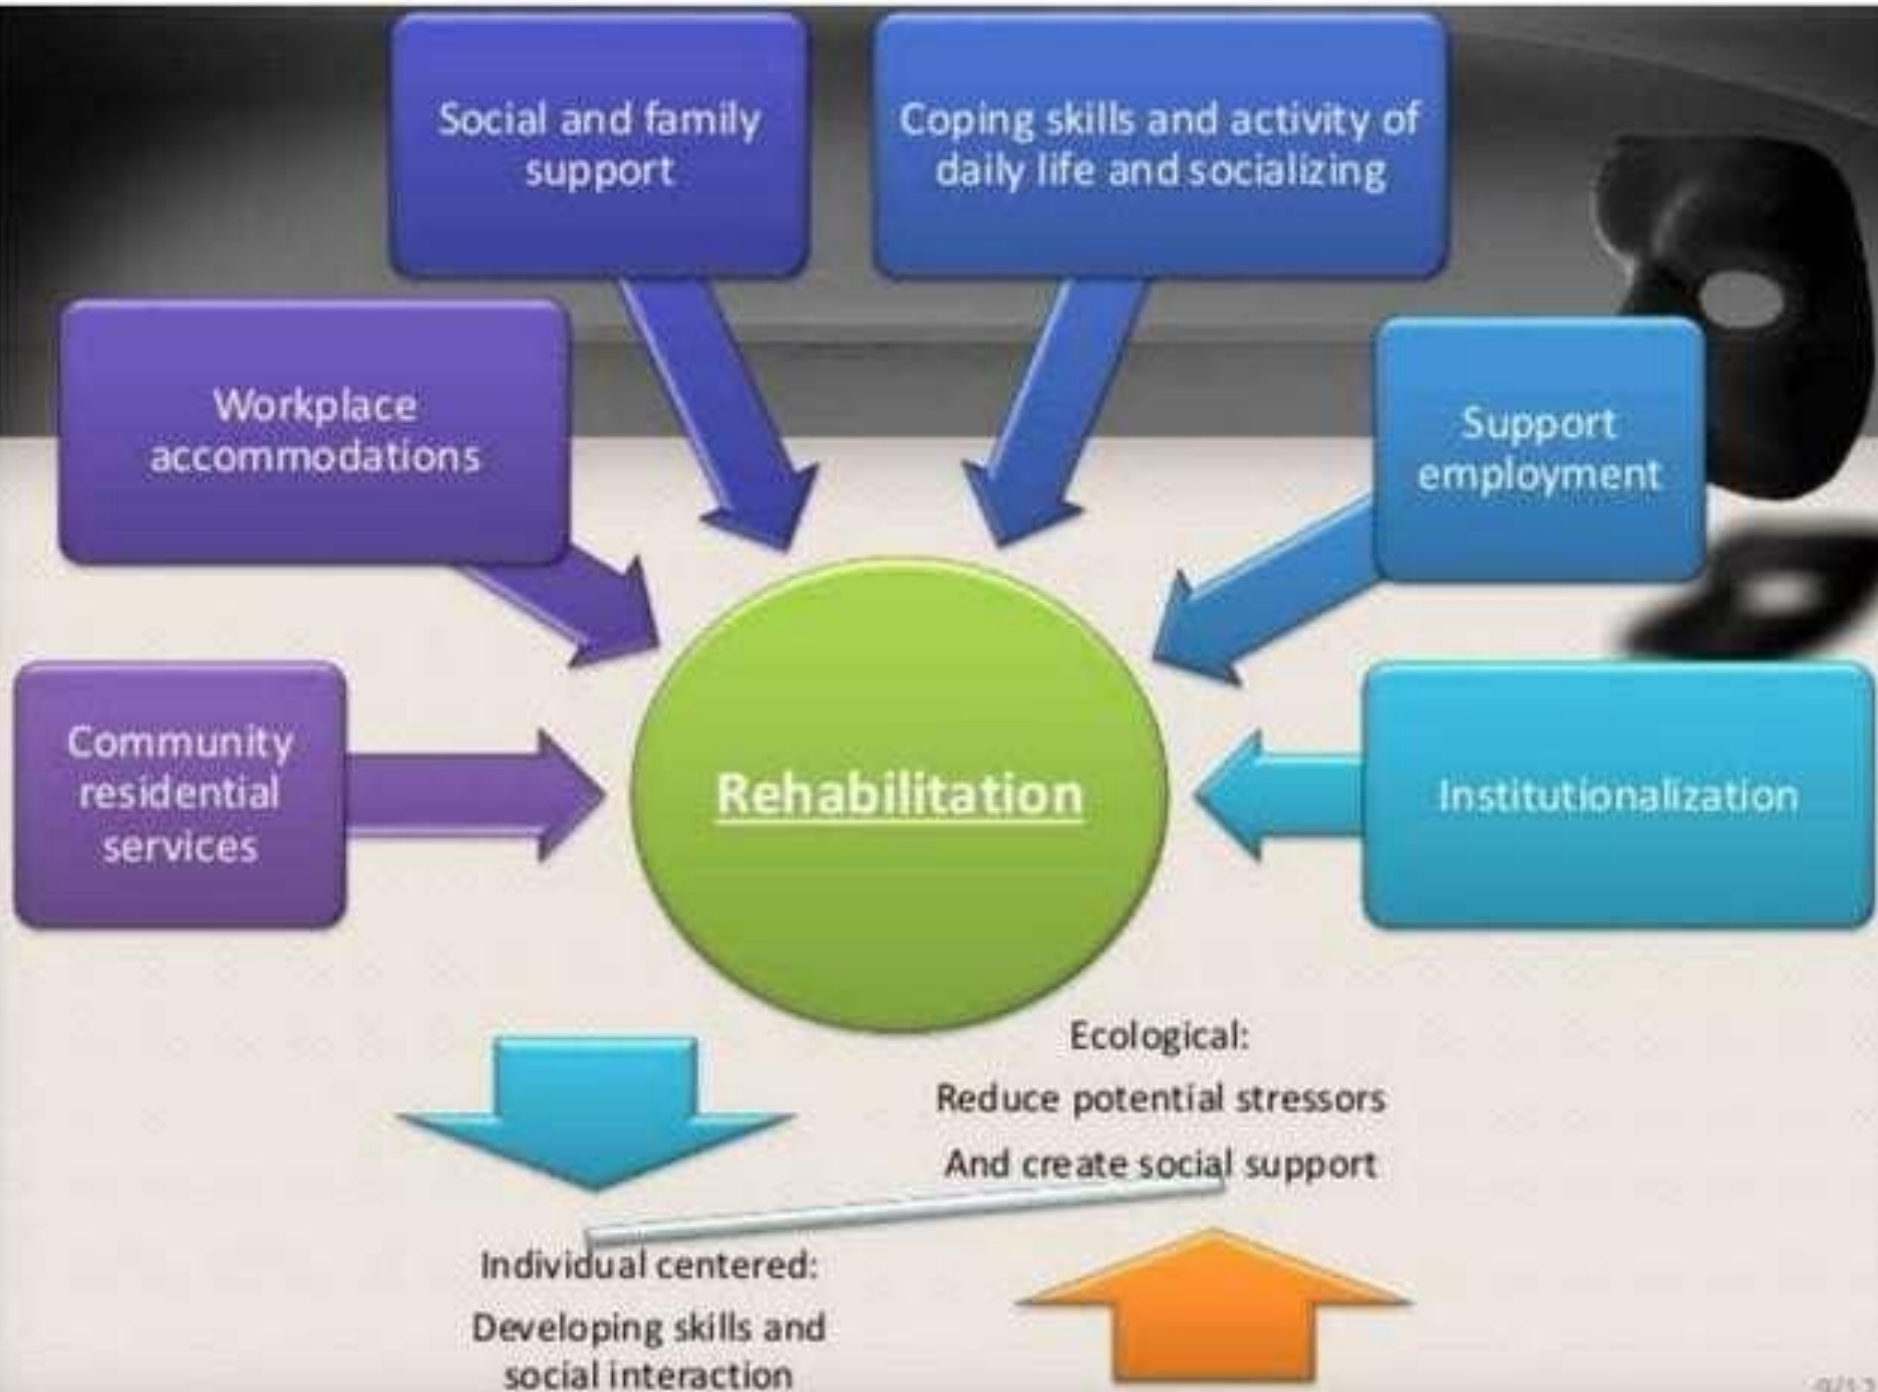 Social and family
support
Coping skills and activity of
daily life and socializing
Workplace
accommodations
Support
employment
Community
residential
services
Rehabilitation
Institutionalization
Ecological:
Reduce potential stressors
And create social support
Individual centered:
Developing skills and
social interaction